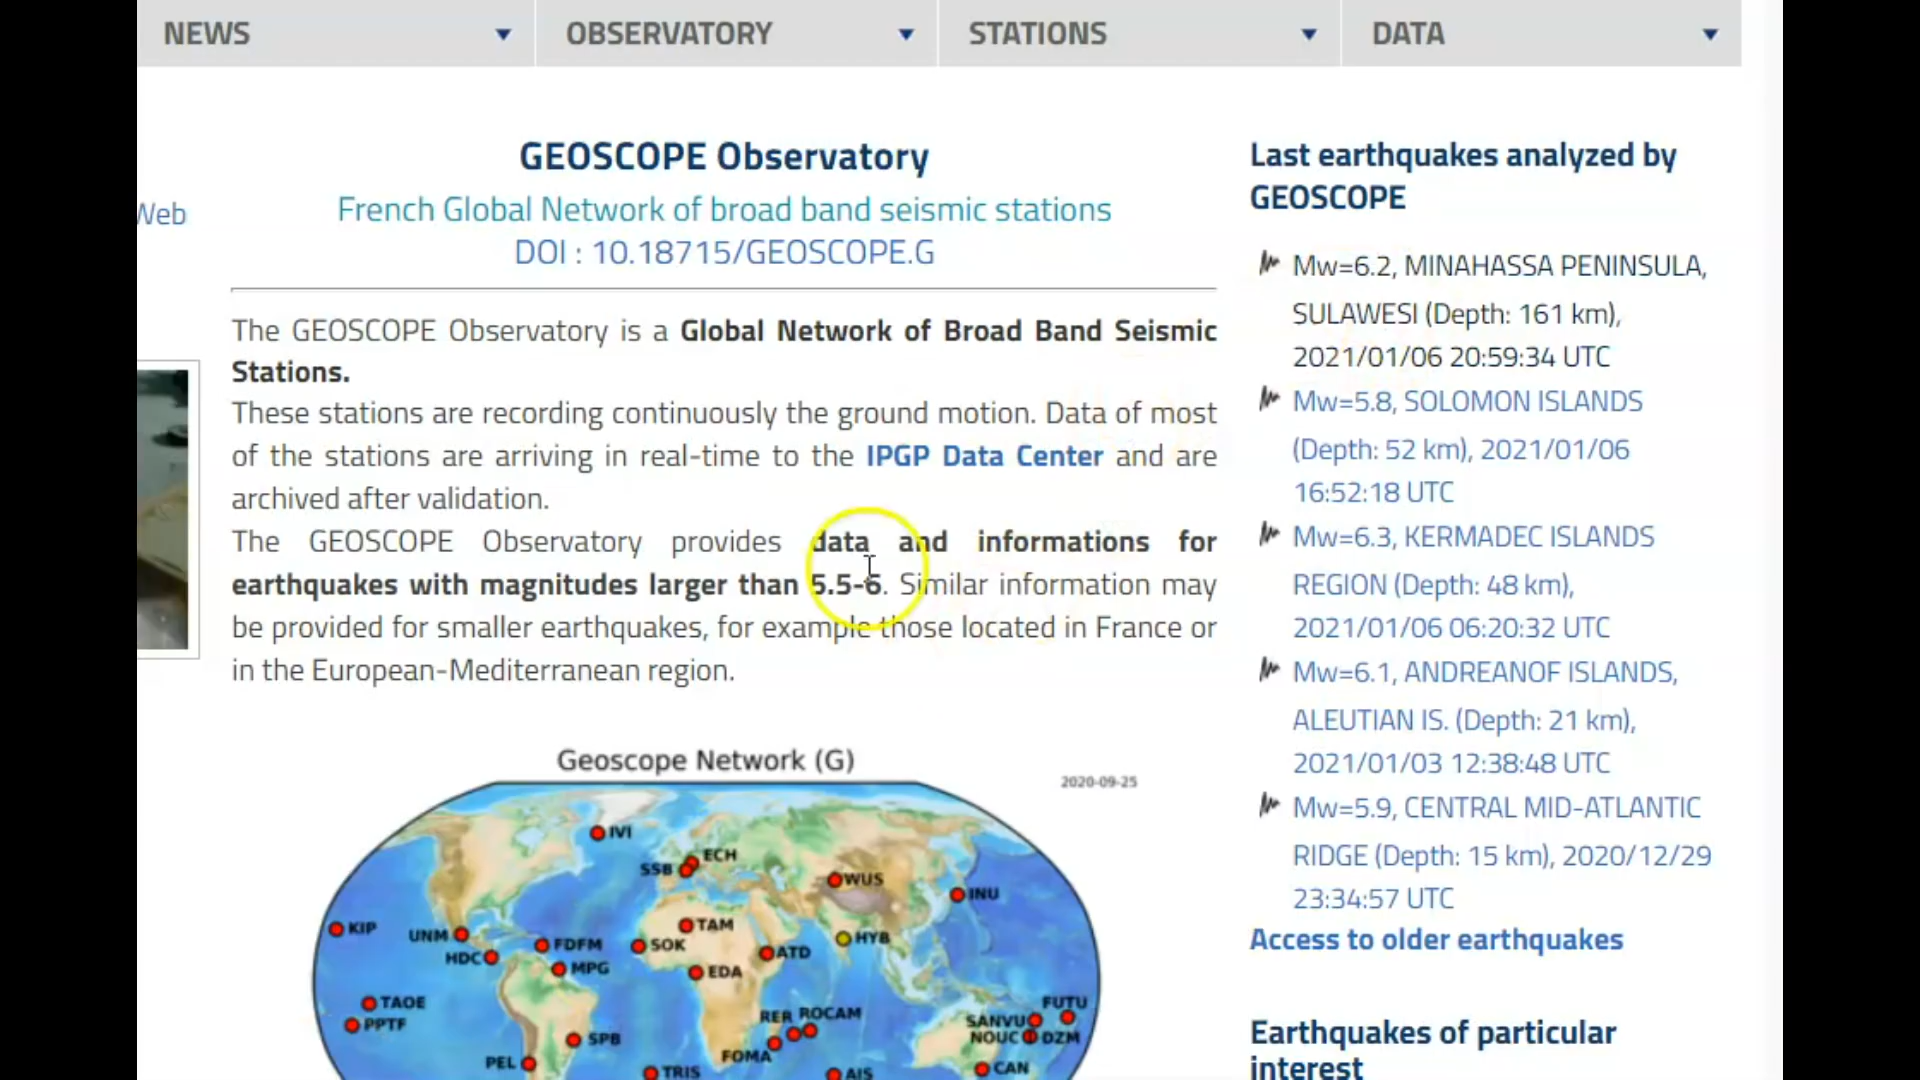 NEWS
OBSERVATORY
STATIONS
DATA
Web
GEOSCOPE Observatory
French Global Network of broad band seismic stations
DOI : 10.18715/GEOSCOPE.G
The GEOSCOPE Observatory is a Global Network of Broad Band Seismic
Stations.
These stations are recording continuously the ground motion. Data of most
of the stations are arriving in real-time to the IPGP Data Center and are
archived after validation.
The GEOSCOPE Observatory provides data and informations for
earthquakes with magnitudes larger than 5.5-6. Similar information may
be provided for smaller earthquakes, for example those located in France or
in the European-Mediterranean region.
Geoscope Network (G)
2020-09-25
IVI
ECH
SSB
WUS
INU
KIP
UNM
FDFM
SOK
TAM
HYB
HDC
MPG
EDA
ATD
TAOE
FUTU
PPTF
RER
ROCAM
SANVU
SPB
NOUC
DZM
PEL
FOMA
TRIS
AIS
CAN
Last earthquakes analyzed by
GEOSCOPE
Mw=6.2, MINAHASSA PENINSULA,
SULAWESI (Depth: 161 km),
2021/01/06 20:59:34 UTC
Mw=5.8, SOLOMON ISLANDS
(Depth: 52 km), 2021/01/06
16:52:18 UTC
Mw=6.3, KERMADEC ISLANDS
REGION (Depth: 48 km),
2021/01/06 06:20:32 UTC
Mw=6.1, ANDREANOF ISLANDS,
ALEUTIAN IS. (Depth: 21 km),
2021/01/03 12:38:48 UTC
Mw=5.9, CENTRAL MID-ATLANTIC
RIDGE (Depth: 15 km), 2020/12/29
23:34:57 UTC
Access to older earthquakes
Earthquakes of particular
interest